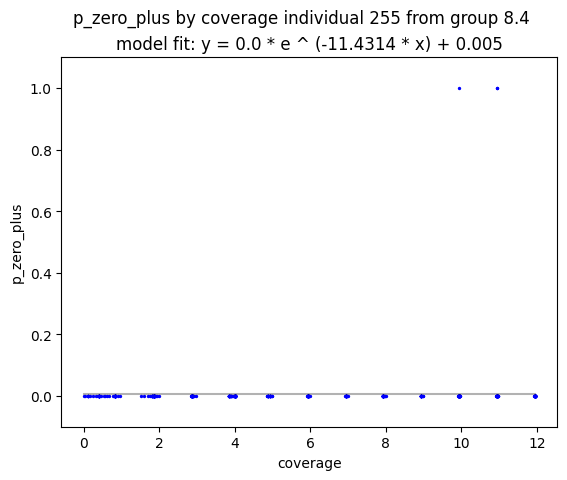 p_zero_plus by coverage individual 255 from group 8.4
model fit: y = 0.0 * e ^ (-11.4314 * x) + 0.005
1.0
0.8
0.6
0.4
0.2
0.0
p_zero_plus
0 2 4 6 8 10 12
coverage